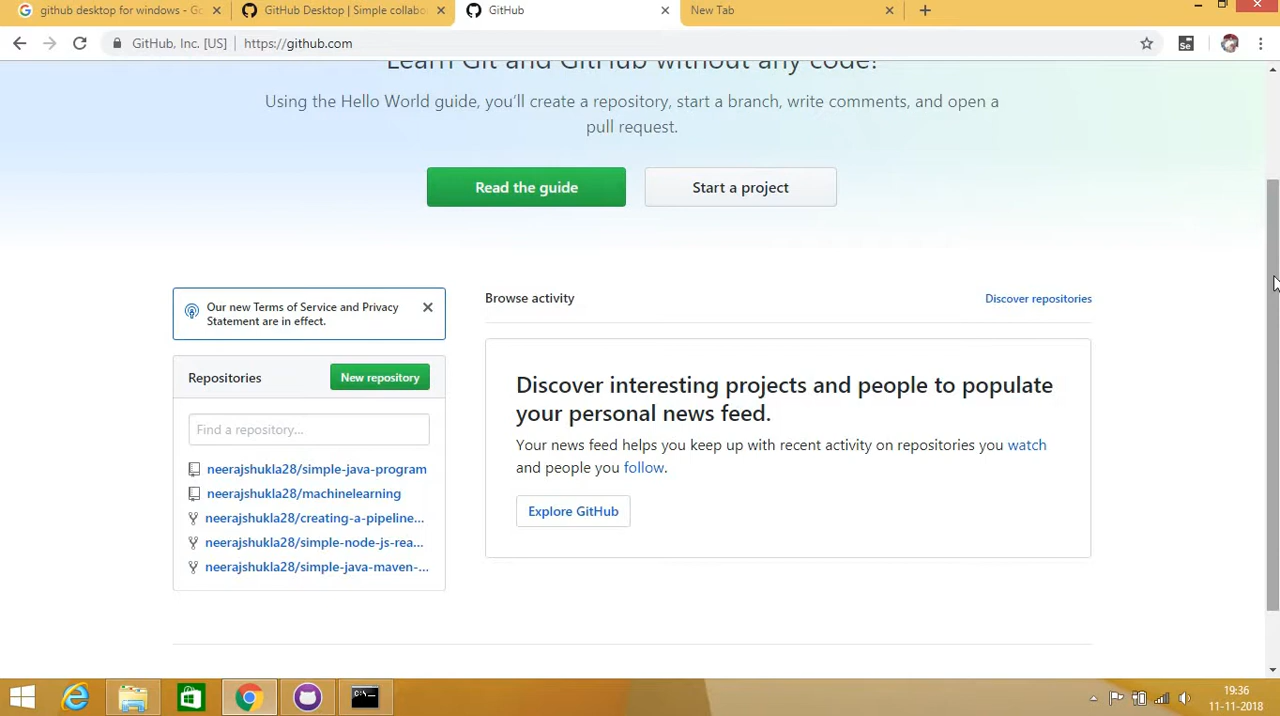 github desktop for windows - Go
GitHub Desktop | Simple collabo
GitHub
New Tab
GitHub, Inc. [US]
https://github.com
Se
Learn Git and GitHub without any code!
Using the Hello World guide, you'll create a repository, start a branch, write comments, and open a
pull request.
Read the guide
Start a project
Our new Terms of Service and Privacy
Statement are in effect.
Browse activity
Discover repositories
Repositories
New repository
Find a repository...
neerajshukla28/simple-java-program
neerajshukla28/machinelearning
neerajshukla28/creating-a-pipeline...
neerajshukla28/simple-node-js-rea...
neerajshukla28/simple-java-maven-...
Discover interesting projects and people to populate
your personal news feed.
Your news feed helps you keep up with recent activity on repositories you watch
and people you follow.
Explore GitHub
19:36
11-11-2018